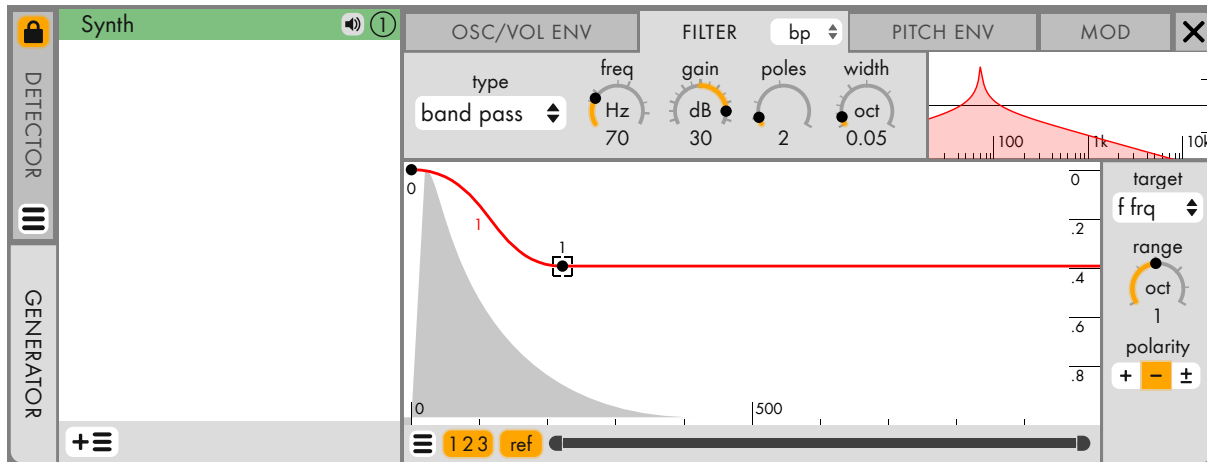 Synth 1
DETECTOR
GENERATOR
OSC/VOL ENV FILTER bp PITCH ENV MOD
type freq gain poles width
band pass Hz dB oct
70 30 2 0.05
100 1k 10k
0 1 1
0 .2 .4 .6 .8
0 500
target
f frq
range
oct
1
polarity
+ − ±
1 2 3 ref